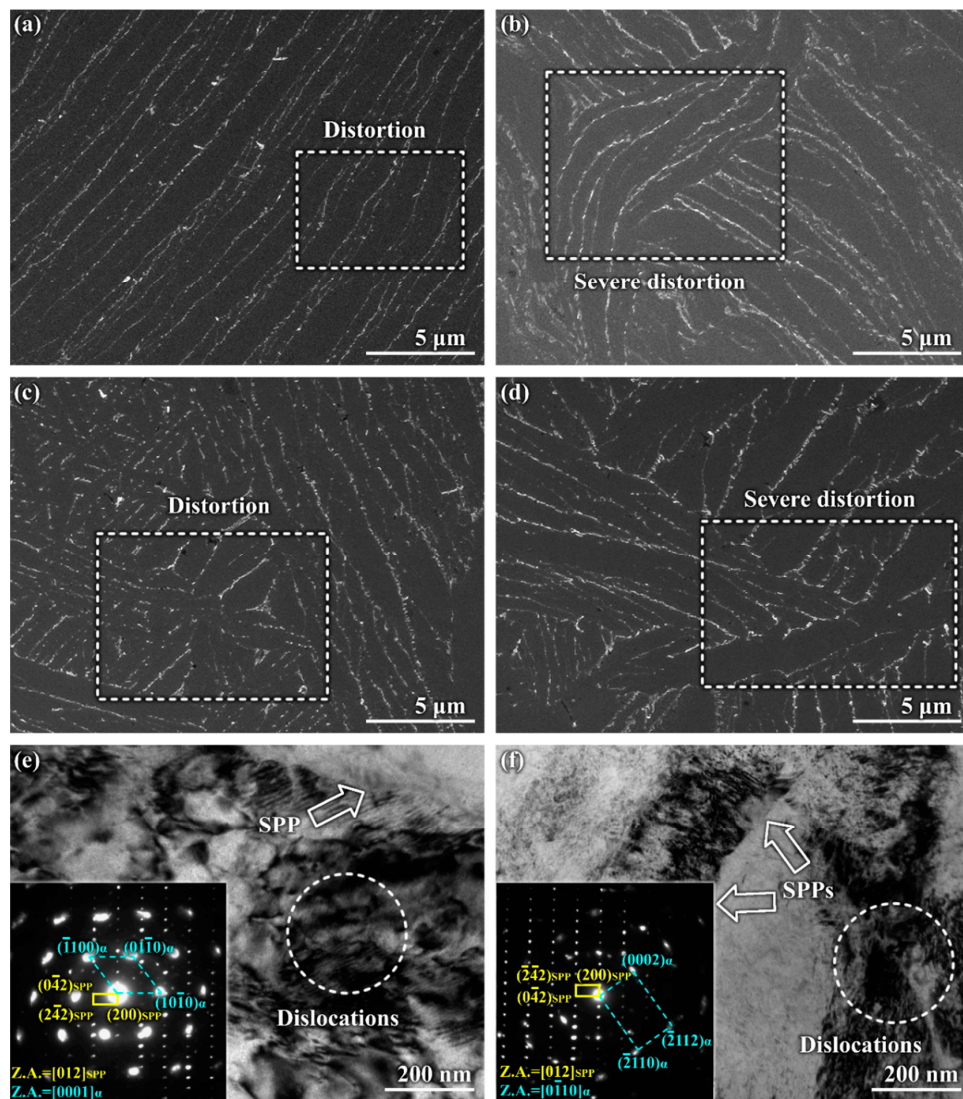 (a)
Distortion
5 μm
(b)
Severe distortion
5 μm
(c)
Distortion
5 μm
(d)
Severe distortion
5 μm
(e)
SPP
(1̄100)α
(011̄0)α
(04̄2)SPP
(101̄0)α
(24̄2)SPP
(200)SPP
Z.A.=[012]SPP
Z.A.=[0001]α
Dislocations
200 nm
(f)
SPPs
(0002)α
(2̄4̄2)SPP
(200)SPP
(04̄2)SPP
(2̄112)α
(2̄110)α
Z.A.=[012]SPP
Z.A.=[01̄10]α
Dislocations
200 nm